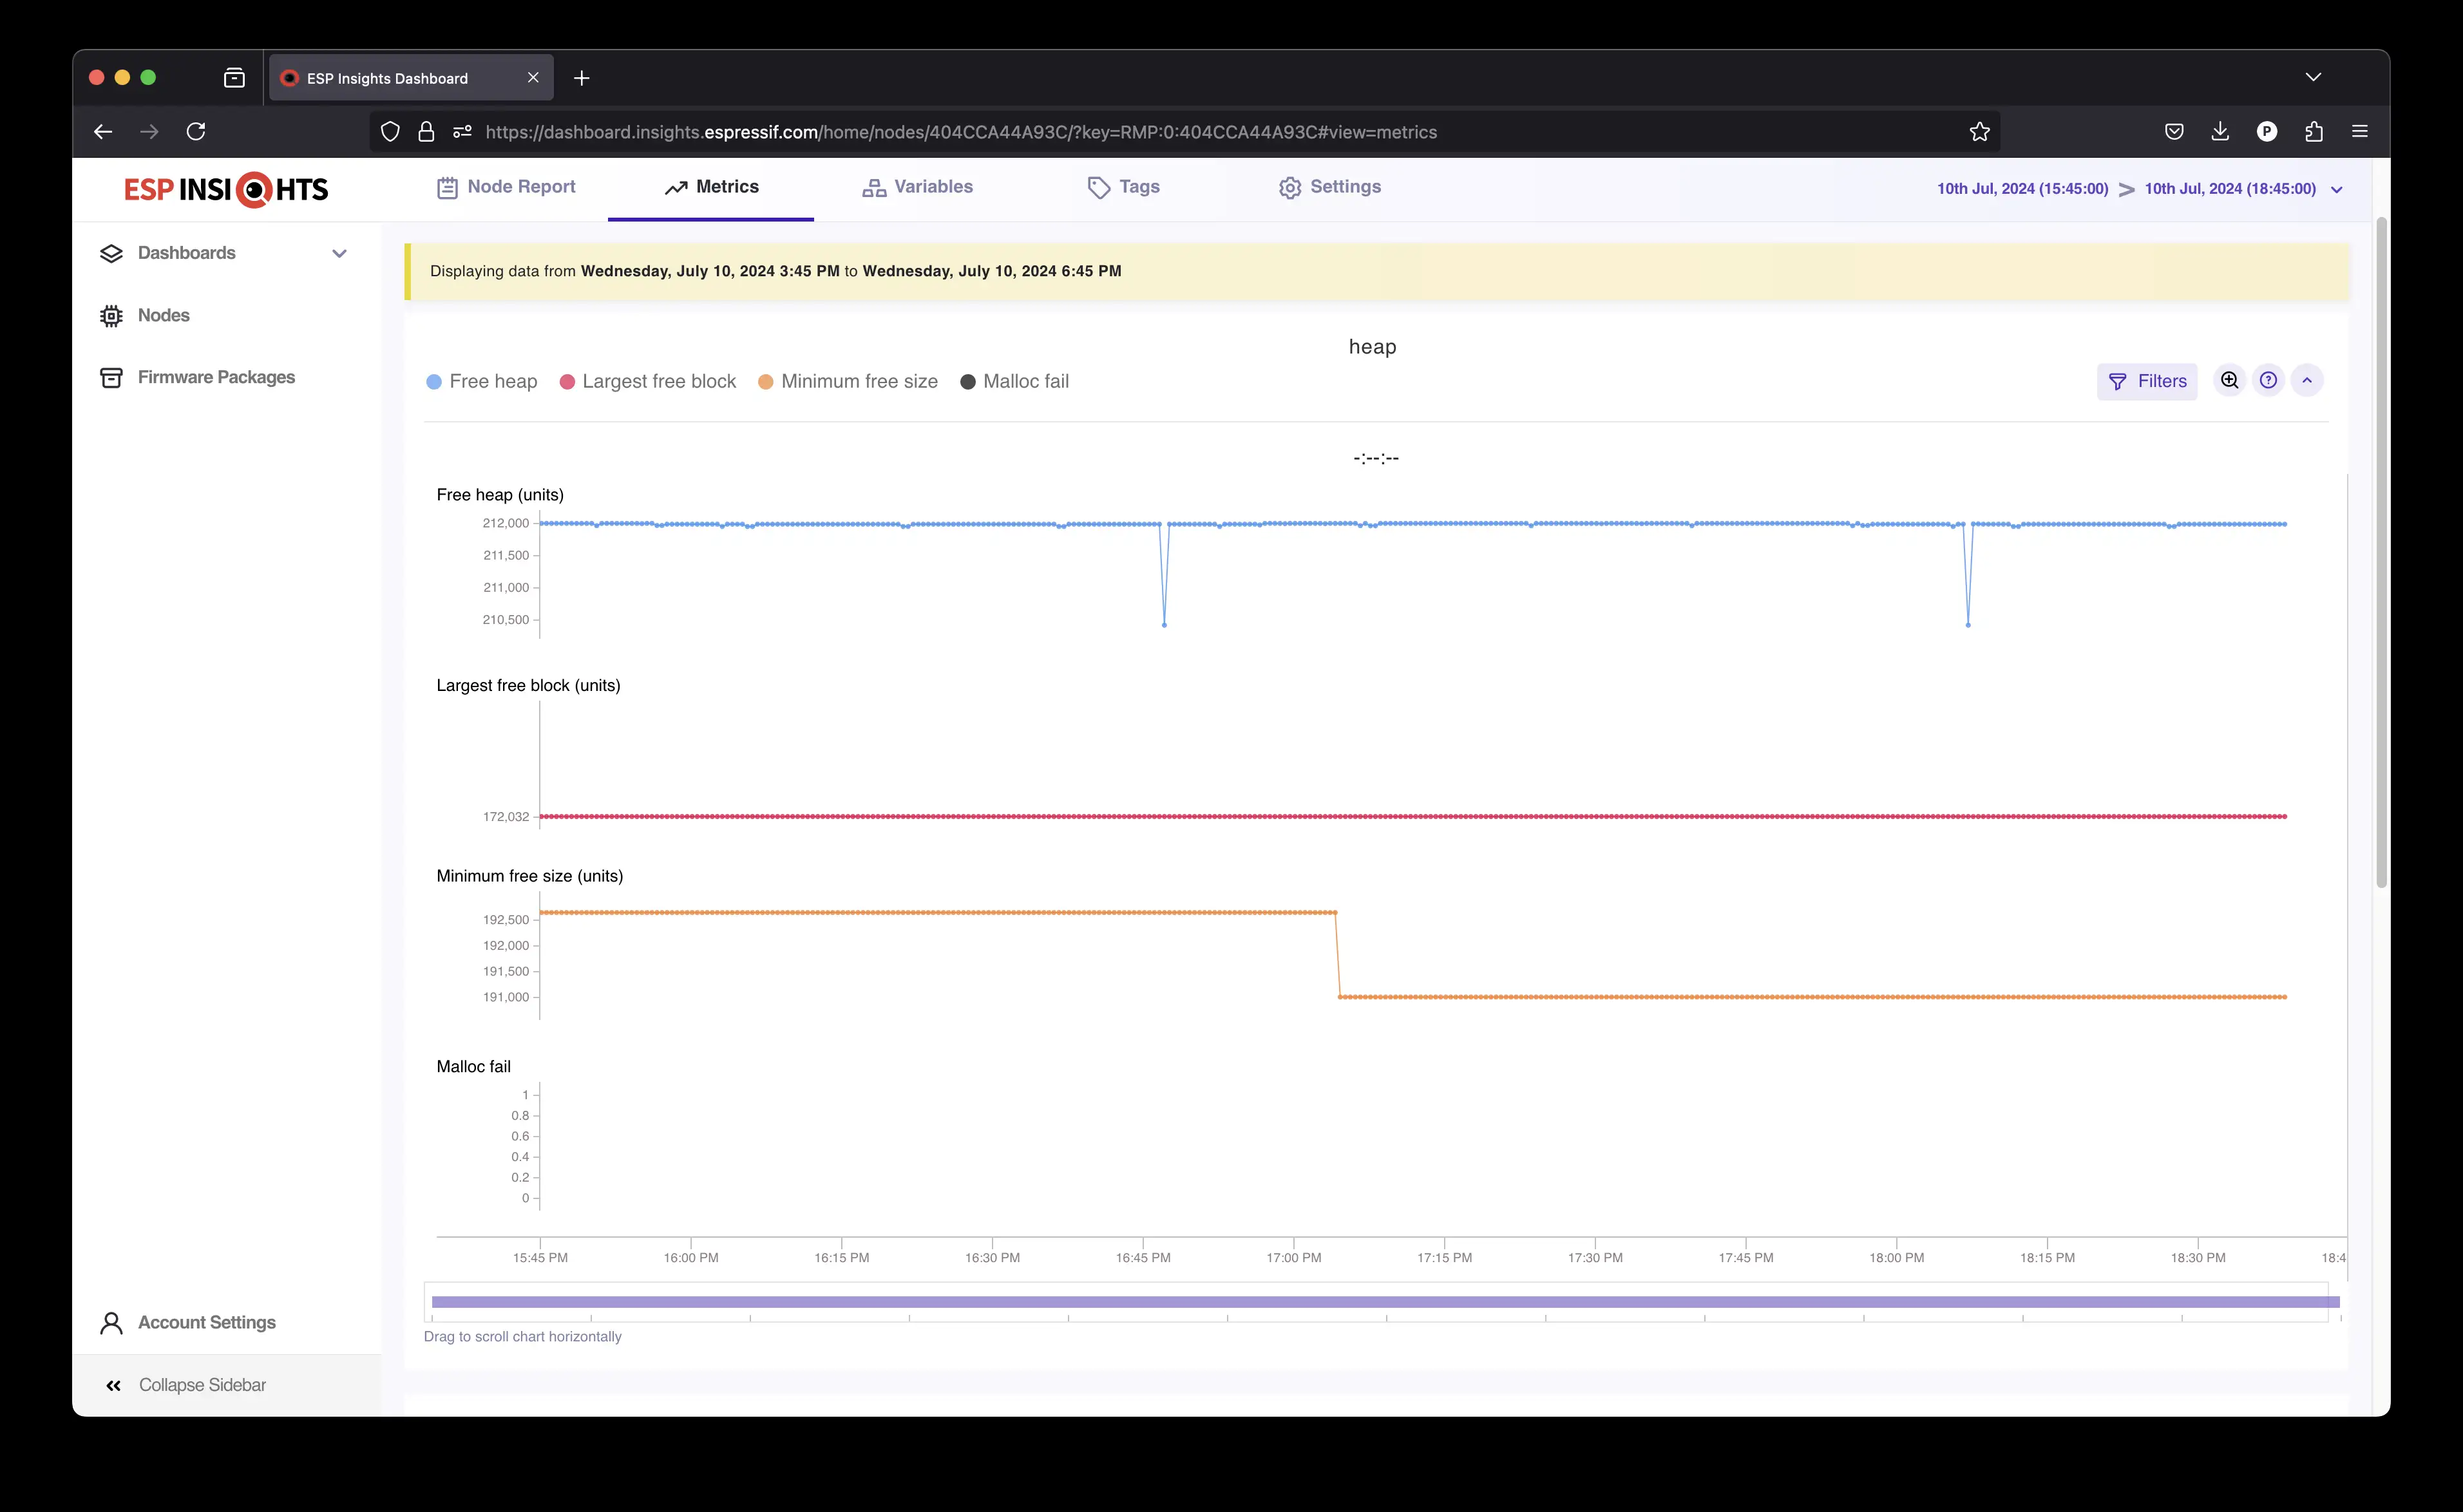 ESP Insights Dashboard
https://dashboard.insights.espressif.com/home/nodes/404CCA44A93C/?key=RMP:0:404CCA44A93C#view=metrics
P
ESP INSIGHTS
Node Report
Metrics
Variables
Tags
Settings
10th Jul, 2024 (15:45:00) > 10th Jul, 2024 (18:45:00)
Dashboards
Nodes
Firmware Packages
Displaying data from Wednesday, July 10, 2024 3:45 PM to Wednesday, July 10, 2024 6:45 PM
heap
Free heap
Largest free block
Minimum free size
Malloc fail
Filters
-:--:--
Free heap (units)
212,000
211,500
211,000
210,500
Largest free block (units)
172,032
Minimum free size (units)
192,500
192,000
191,500
191,000
Malloc fail
1
0.8
0.6
0.4
0.2
0
15:45 PM 16:00 PM 16:15 PM 16:30 PM 16:45 PM 17:00 PM 17:15 PM 17:30 PM 17:45 PM 18:00 PM 18:15 PM 18:30 PM 18:4
Drag to scroll chart horizontally
Account Settings
Collapse Sidebar